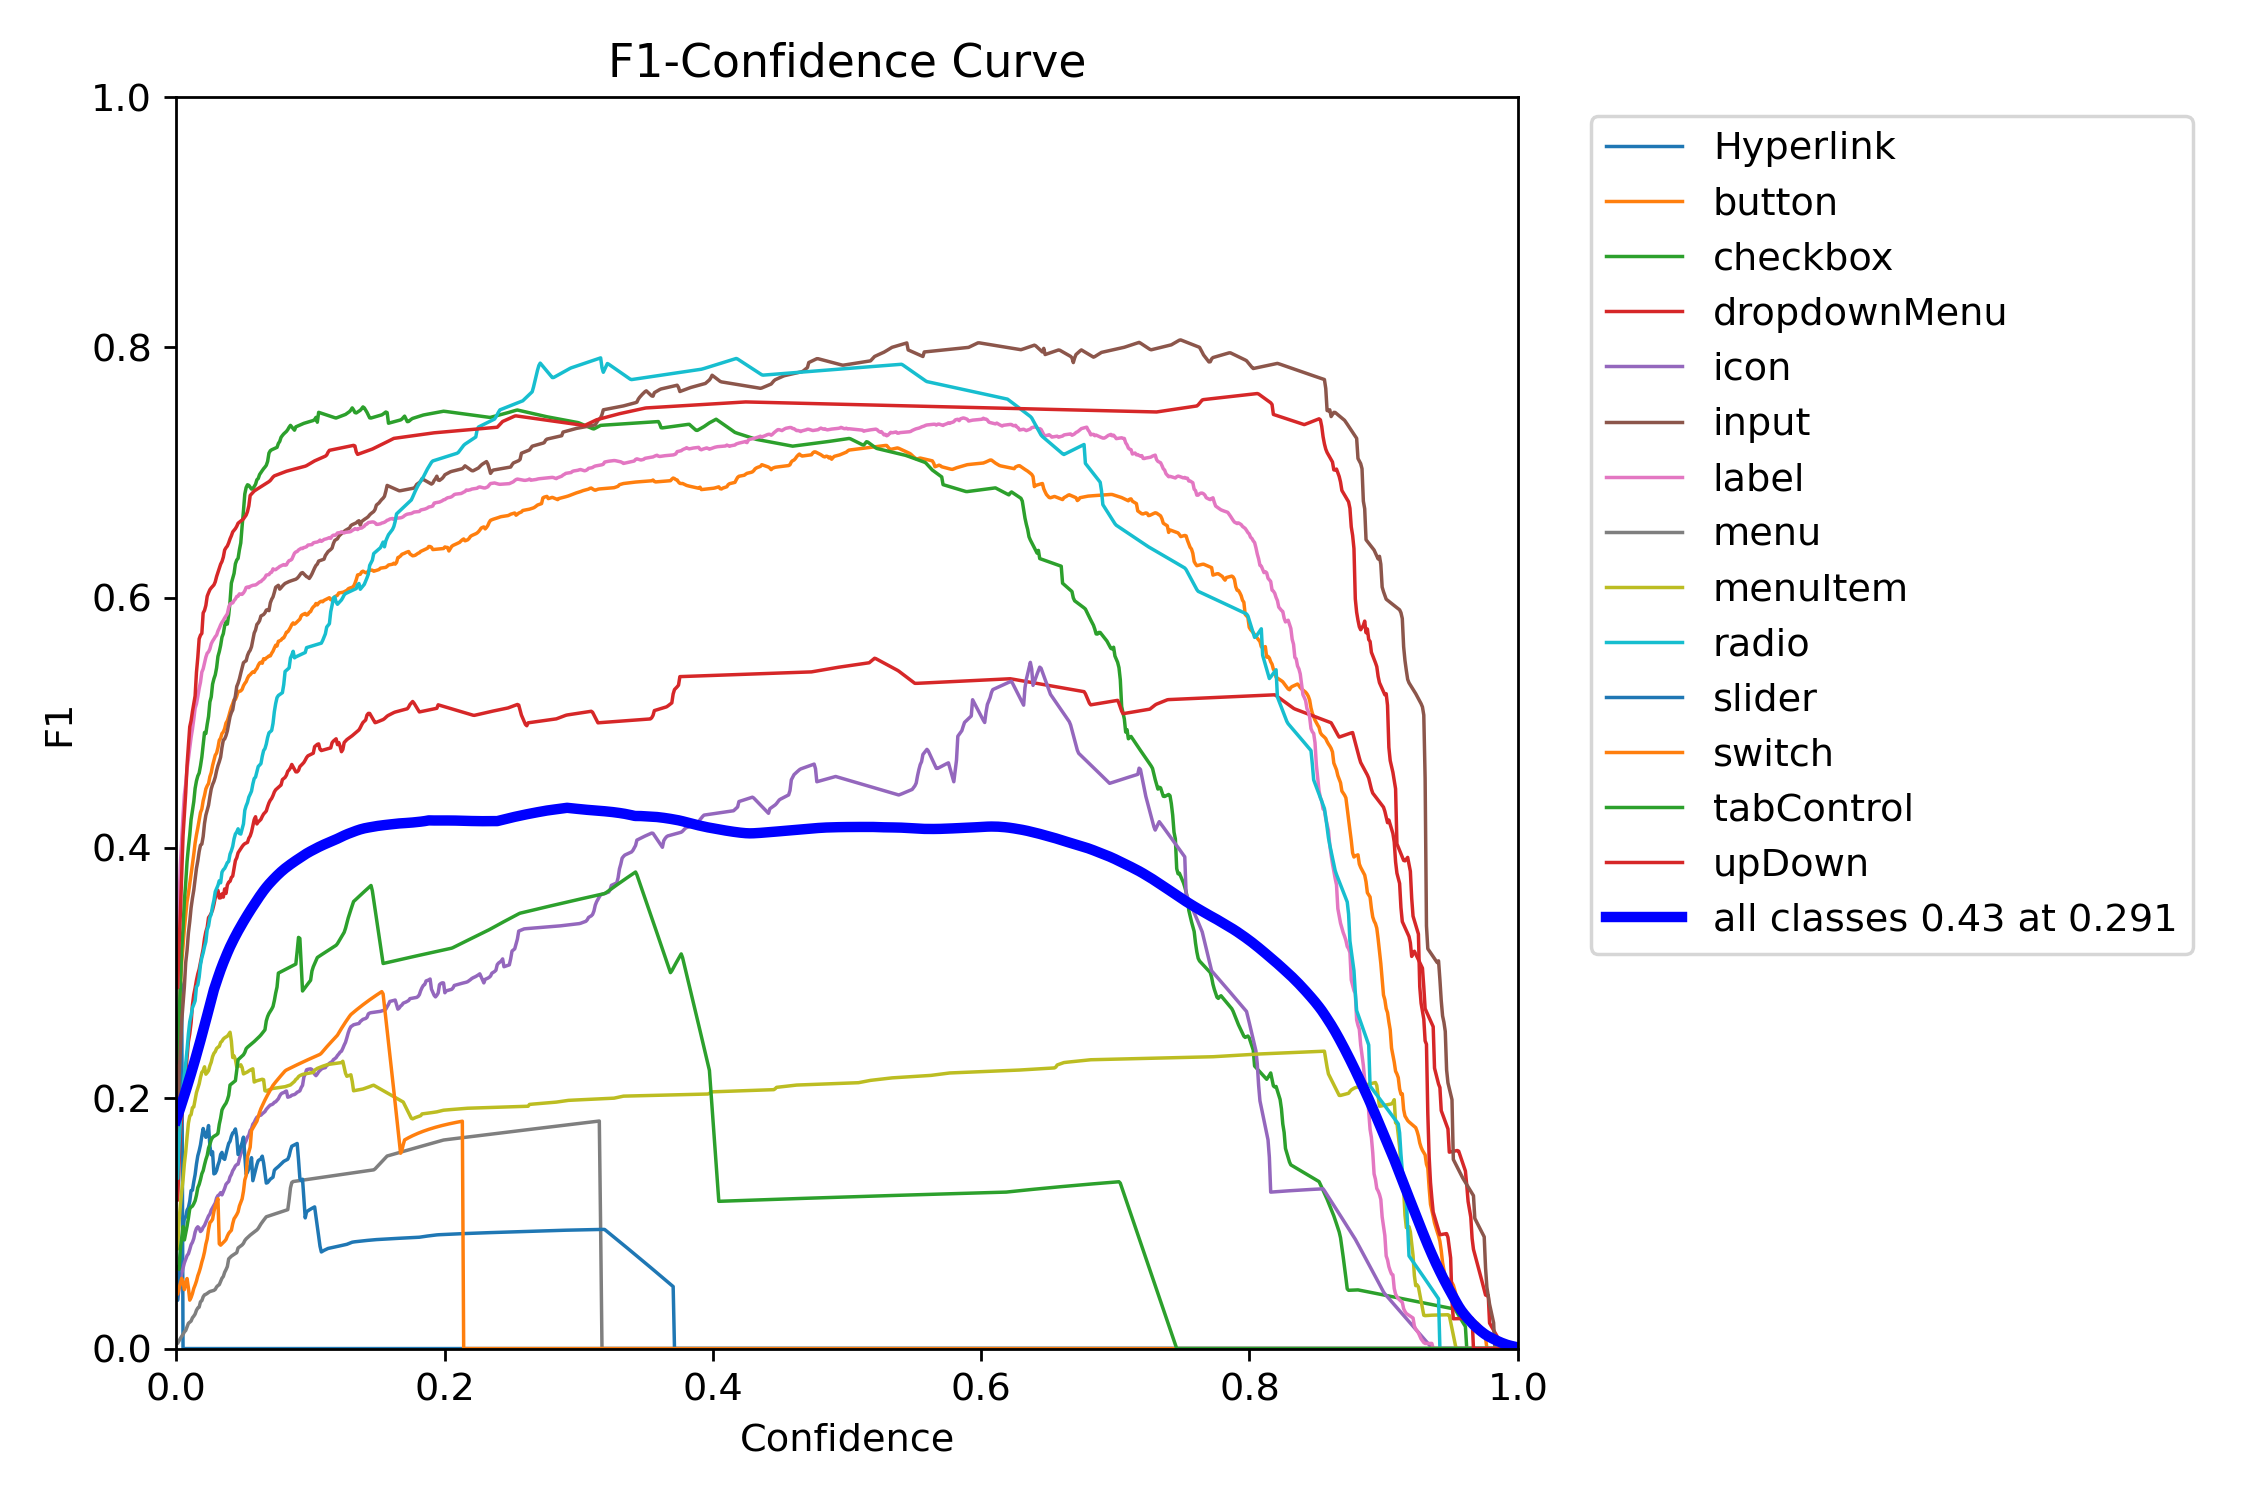 F1-Confidence Curve
1.0
0.8
0.6
0.4
0.2
0.0
F1
0.0 0.2 0.4 0.6 0.8 1.0
Confidence
Hyperlink
button
checkbox
dropdownMenu
icon
input
label
menu
menuItem
radio
slider
switch
tabControl
upDown
all classes 0.43 at 0.291